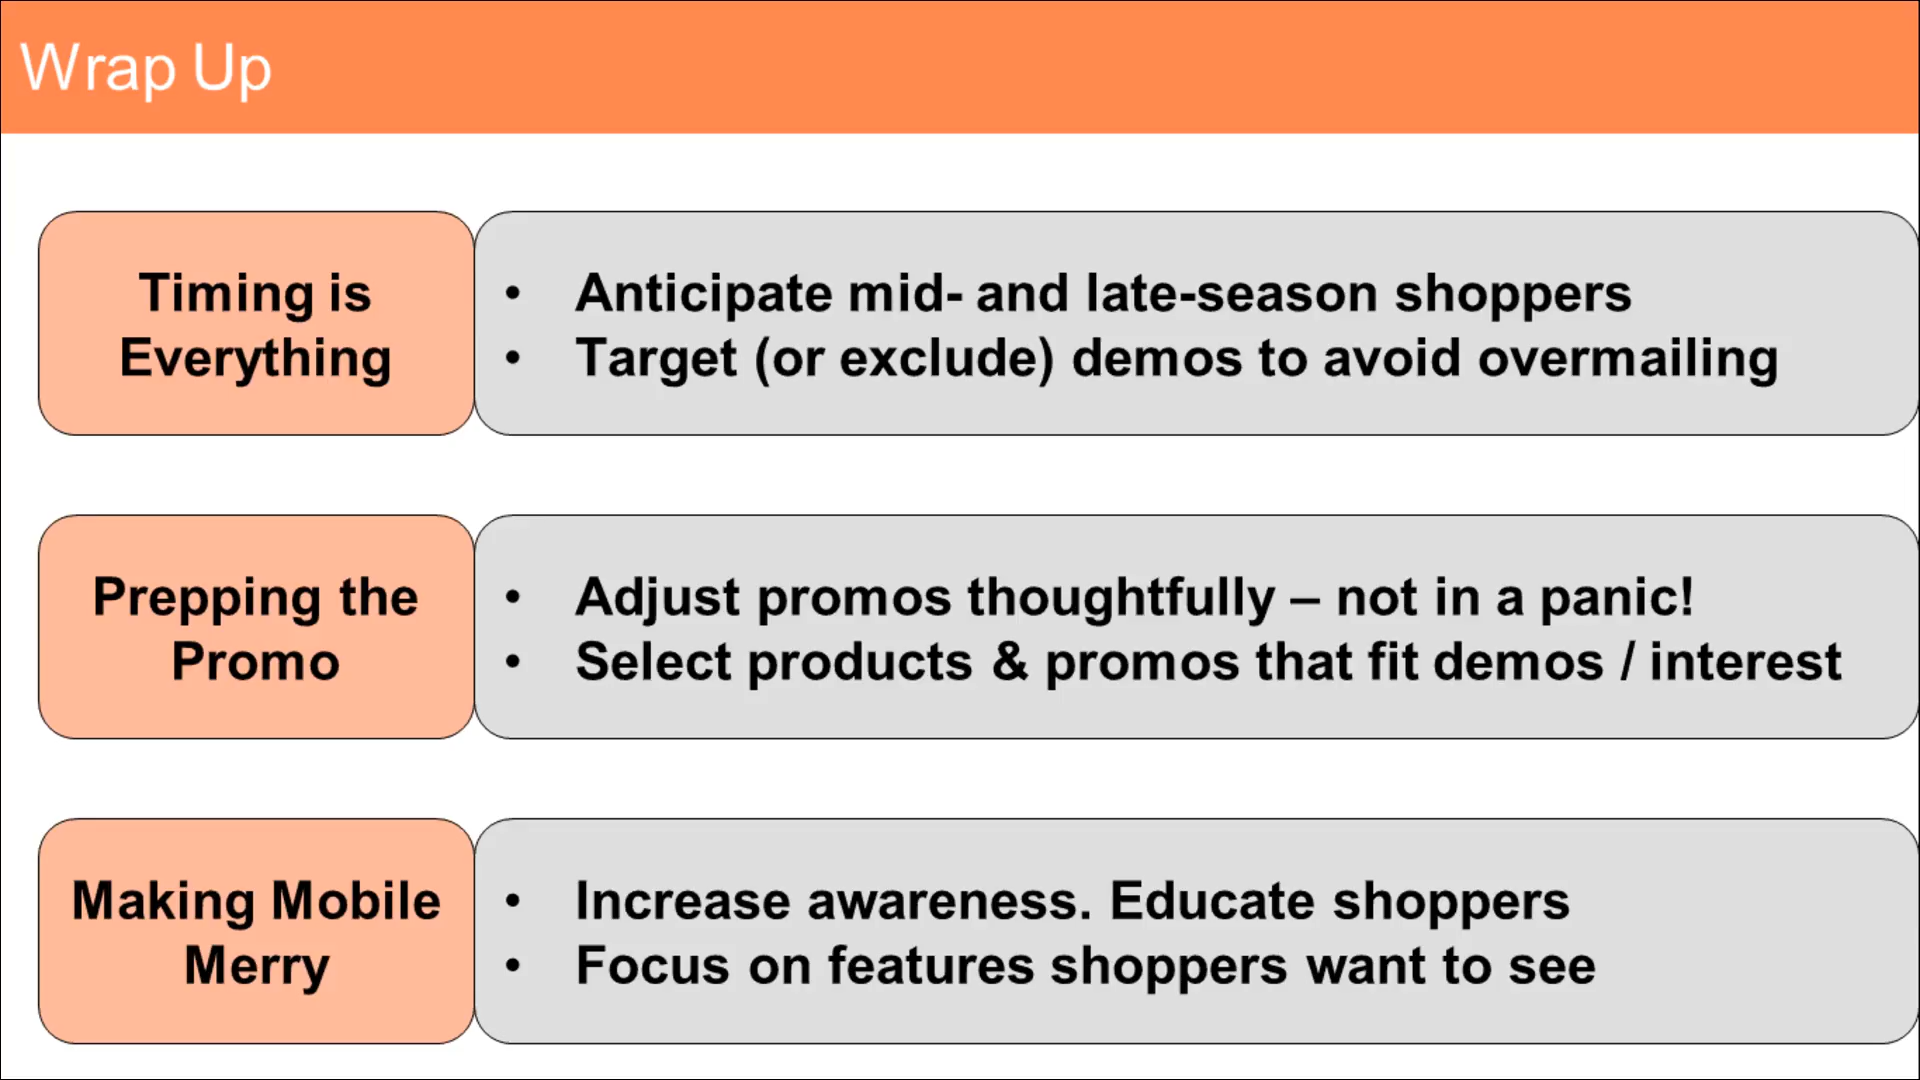 Wrap Up
Timing is
Everything
• Anticipate mid- and late-season shoppers
• Target (or exclude) demos to avoid overmailing
Prepping the
Promo
• Adjust promos thoughtfully – not in a panic!
• Select products & promos that fit demos / interest
Making Mobile
Merry
• Increase awareness. Educate shoppers
• Focus on features shoppers want to see